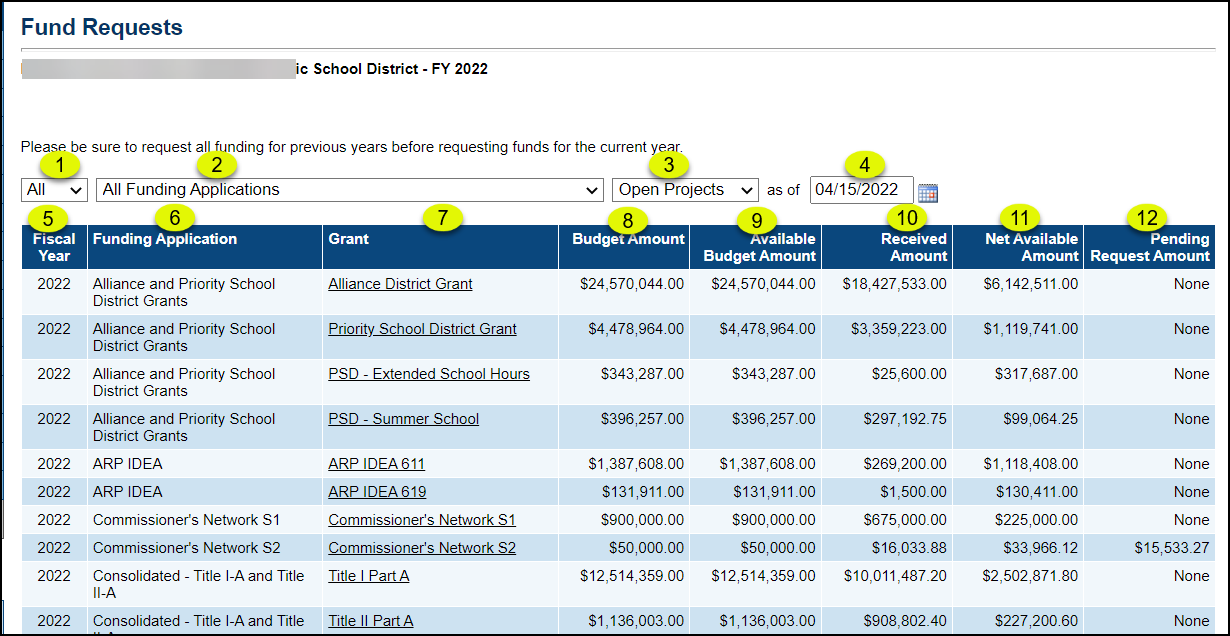 Fund Requests
ic School District - FY 2022
Please be sure to request all funding for previous years before requesting funds for the current year.
1 2 3 4
All All Funding Applications Open Projects as of 04/15/2022
5 6 7 8 9 10 11 12
Fiscal Year Funding Application Grant Budget Amount Available Budget Amount Received Amount Net Available Amount Pending Request Amount
2022 Alliance and Priority School $24,570,044.00 $24,570,044.00 $18,427,533.00 $6,142,511.00 None
District Grants Alliance District Grant
2022 Alliance and Priority School Priority School District Grant $4,478,964.00 $4,478,964.00 $3,359,223.00 $1,119,741.00 None
District Grants
2022 Alliance and Priority School PSD - Extended School Hours $343,287.00 $343,287.00 $25,600.00 $317,687.00 None
District Grants
2022 Alliance and Priority School PSD - Summer School $396,257.00 $396,257.00 $297,192.75 $99,064.25 None
District Grants
2022 ARP IDEA ARP IDEA 611 $1,387,608.00 $1,387,608.00 $269,200.00 $1,118,408.00 None
2022 ARP IDEA ARP IDEA 619 $131,911.00 $131,911.00 $1,500.00 $130,411.00 None
2022 Commissioner's Network S1 Commissioner's Network S1 $900,000.00 $900,000.00 $675,000.00 $225,000.00 None
2022 Commissioner's Network S2 Commissioner's Network S2 $50,000.00 $50,000.00 $16,033.88 $33,966.12 $15,533.27
2022 Consolidated - Title I-A and Title Title I Part A $12,514,359.00 $12,514,359.00 $10,011,487.20 $2,502,871.80 None
II-A
2022 Consolidated - Title I-A and Title Title II Part A $1,136,003.00 $1,136,003.00 $908,802.40 $227,200.60 None